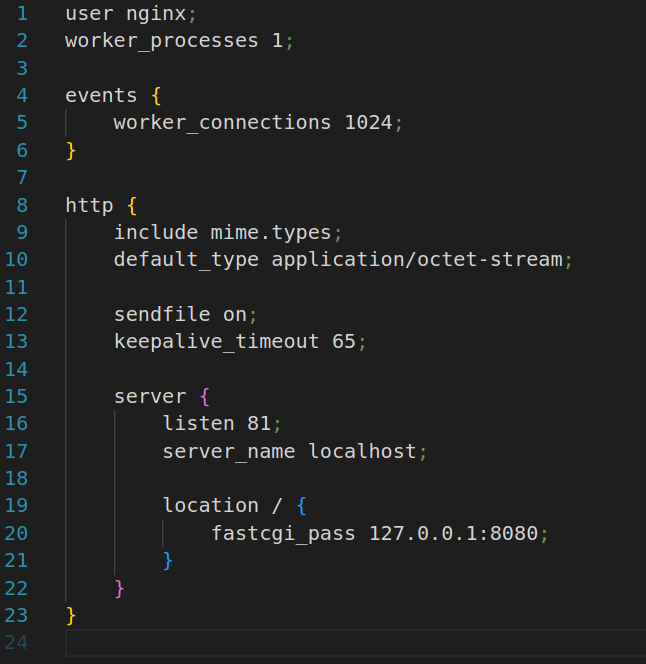 1 user nginx;
2 worker_processes 1;
3
4 events {
5     worker_connections 1024;
6 }
7
8 http {
9     include mime.types;
10     default_type application/octet-stream;
11
12     sendfile on;
13     keepalive_timeout 65;
14
15     server {
16         listen 81;
17         server_name localhost;
18
19         location / {
20             fastcgi_pass 127.0.0.1:8080;
21         }
22     }
23 }
24